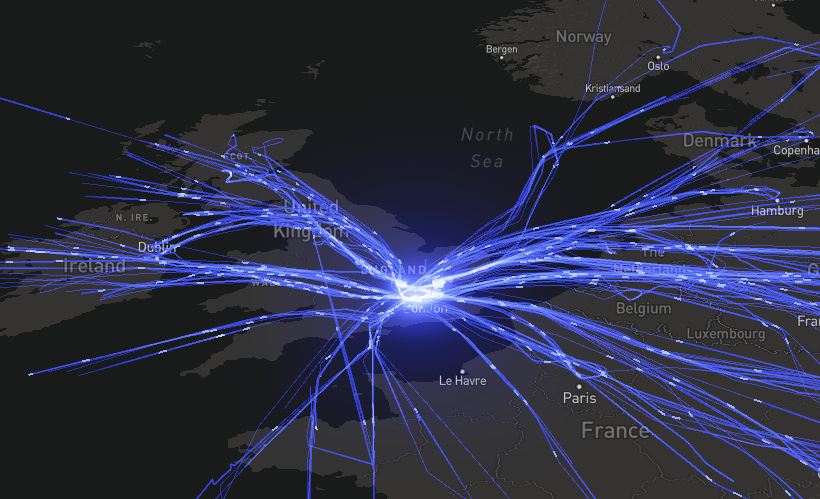 Norway
Bergen
Oslo
Kristiansand
North
Sea
Denmark
Copenha
SCOT.
United
Kingdom
N. IRE.
Hamburg
Dublin
Ireland
The
Netherlands
ENGLAND
WALES
London
Belgium
Luxembourg
Fra
Le Havre
Paris
France
G